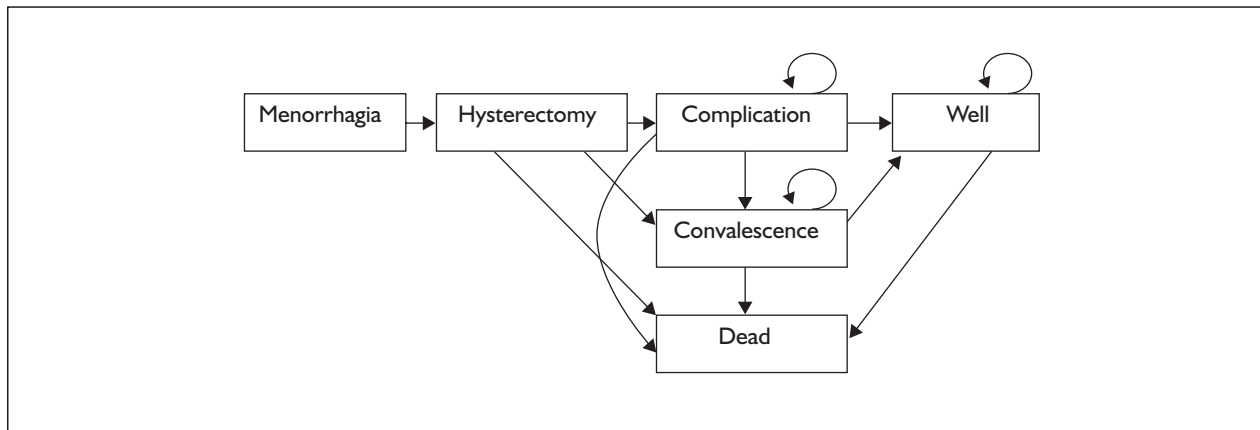 Menorrhagia
Hysterectomy
Complication
Well
Convalescence
Dead